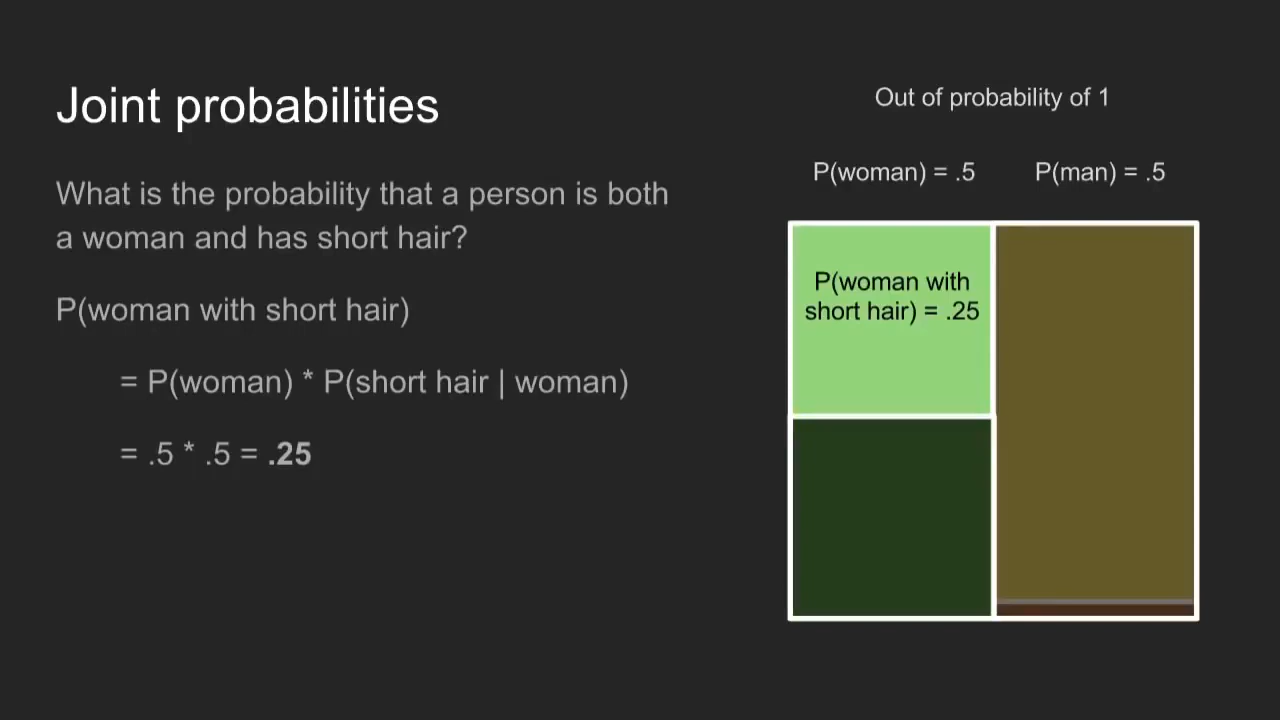 Joint probabilities
What is the probability that a person is both
a woman and has short hair?
P(woman with short hair)
= P(woman) * P(short hair | woman)
= .5 * .5 = .25
Out of probability of 1
P(woman) = .5
P(man) = .5
P(woman with
short hair) = .25